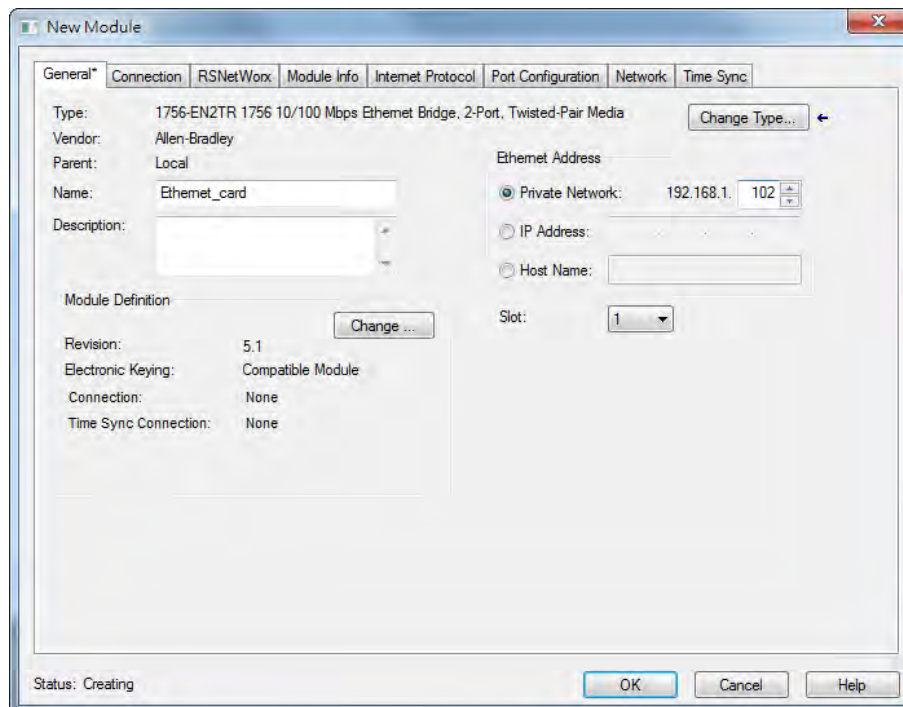 New Module
General* Connection RSNetWorx Module Info Internet Protocol Port Configuration Network Time Sync
Type: 1756-EN2TR 1756 10/100 Mbps Ethernet Bridge, 2-Port, Twisted-Pair Media Change Type...
Vendor: Allen-Bradley
Parent: Local
Name: Ethernet_card
Description:
Ethernet Address
Private Network: 192.168.1. 102
IP Address: . . .
Host Name:
Slot: 1
Module Definition
Change ...
Revision: 5.1
Electronic Keying: Compatible Module
Connection: None
Time Sync Connection: None
Status: Creating OK Cancel Help